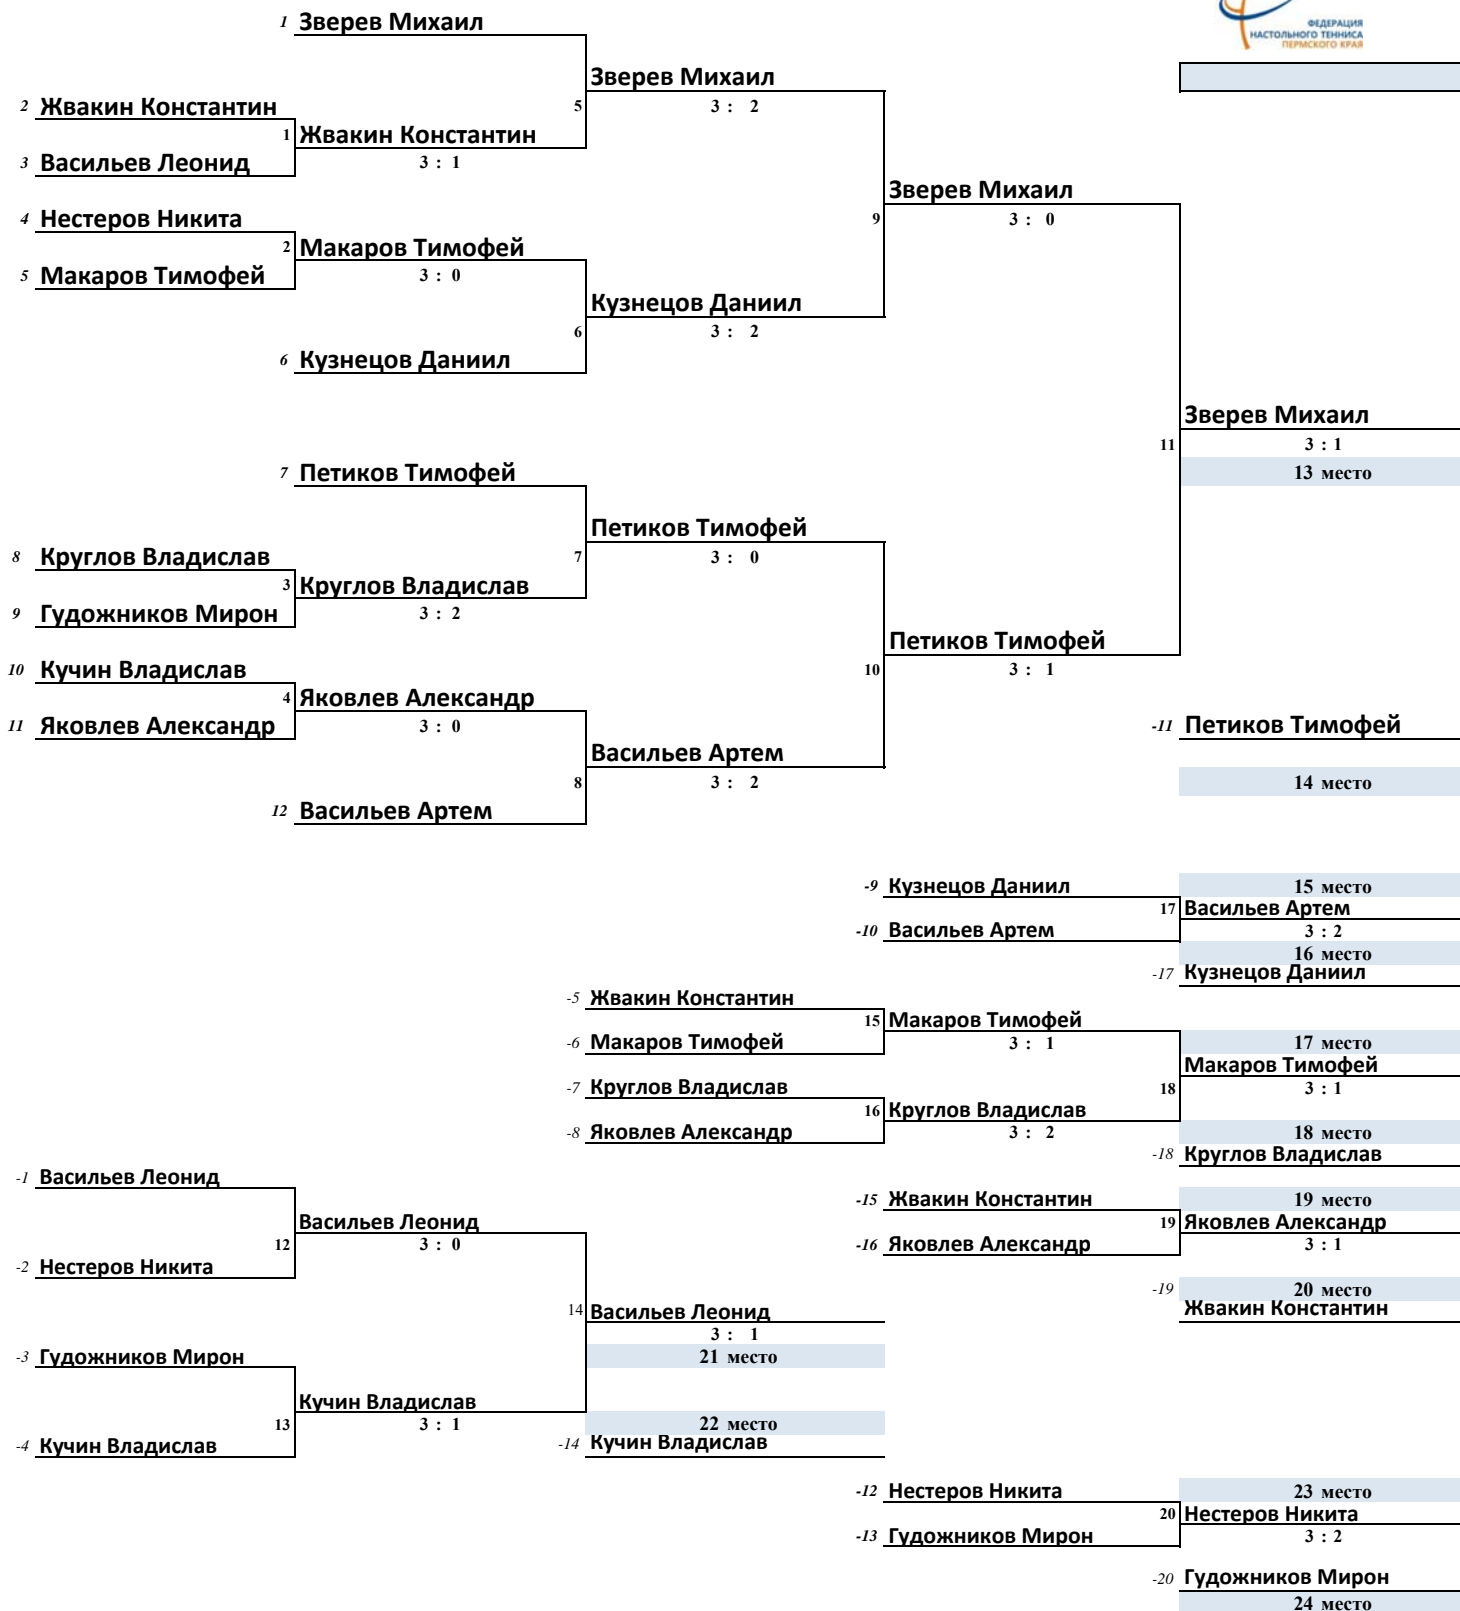 ФЕДЕРАЦИЯ
НАСТОЛЬНОГО ТЕННИСА
ПЕРМСКОГО КРАЯ
1 Зверев Михаил
Зверев Михаил
2 Жвакин Константин
5
3 : 2
1 Жвакин Константин
3 Васильев Леонид
3 : 1
Зверев Михаил
4 Нестеров Никита
9
3 : 0
2 Макаров Тимофей
5 Макаров Тимофей
3 : 0
Кузнецов Даниил
6
3 : 2
6 Кузнецов Даниил
Зверев Михаил
11
3 : 1
7 Петиков Тимофей
13 место
Петиков Тимофей
8 Круглов Владислав
7
3 : 0
3 Круглов Владислав
9 Гудожников Мирон
3 : 2
Петиков Тимофей
10 Кучин Владислав
10
3 : 1
4 Яковлев Александр
11 Яковлев Александр
3 : 0
-11 Петиков Тимофей
Васильев Артем
8
3 : 2
14 место
12 Васильев Артем
-9 Кузнецов Даниил
15 место
17 Васильев Артем
-10 Васильев Артем
3 : 2
16 место
-17 Кузнецов Даниил
-5 Жвакин Константин
15 Макаров Тимофей
-6 Макаров Тимофей
3 : 1
17 место
Макаров Тимофей
-7 Круглов Владислав
18
3 : 1
16 Круглов Владислав
-8 Яковлев Александр
3 : 2
18 место
-18 Круглов Владислав
-1 Васильев Леонид
-15 Жвакин Константин
19 место
Васильев Леонид
19 Яковлев Александр
12
3 : 0
-16 Яковлев Александр
3 : 1
-2 Нестеров Никита
-19
20 место
Жвакин Константин
14 Васильев Леонид
3 : 1
-3 Гудожников Мирон
21 место
Кучин Владислав
13
3 : 1
22 место
-4 Кучин Владислав
-14 Кучин Владислав
-12 Нестеров Никита
23 место
20 Нестеров Никита
-13 Гудожников Мирон
3 : 2
-20 Гудожников Мирон
24 место